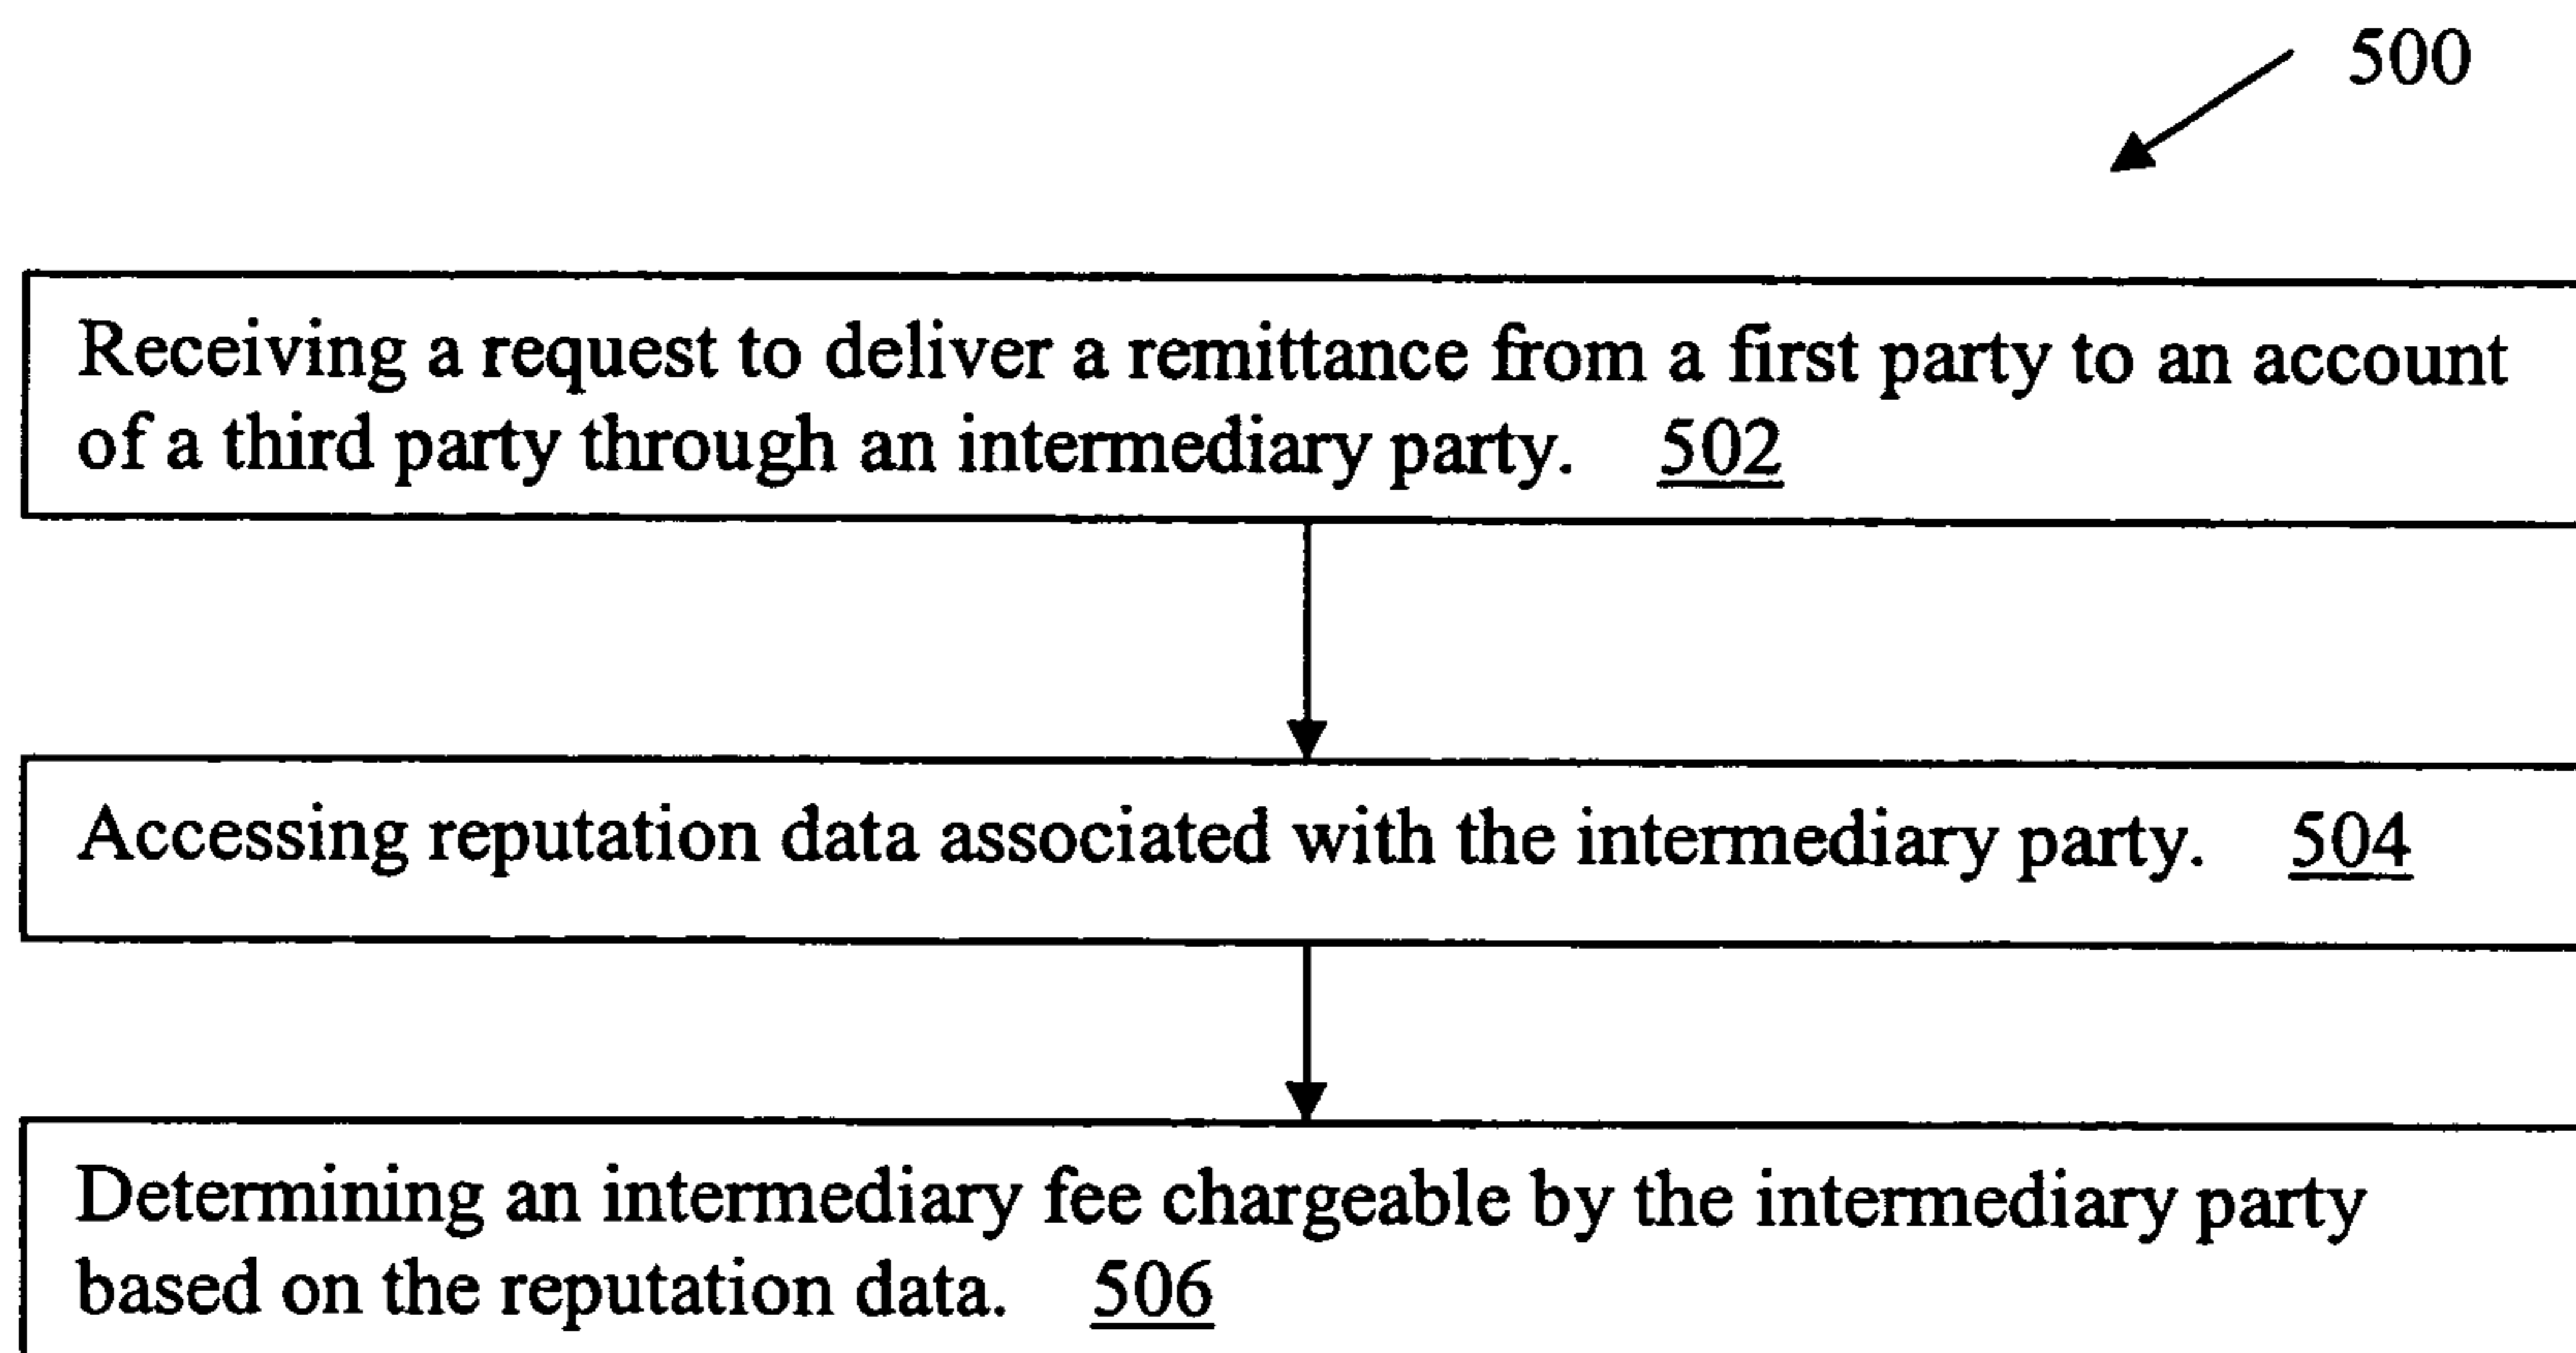 500
Receiving a request to deliver a remittance from a first party to an account
of a third party through an intermediary party. 502
Accessing reputation data associated with the intermediary party. 504
Determining an intermediary fee chargeable by the intermediary party
based on the reputation data. 506